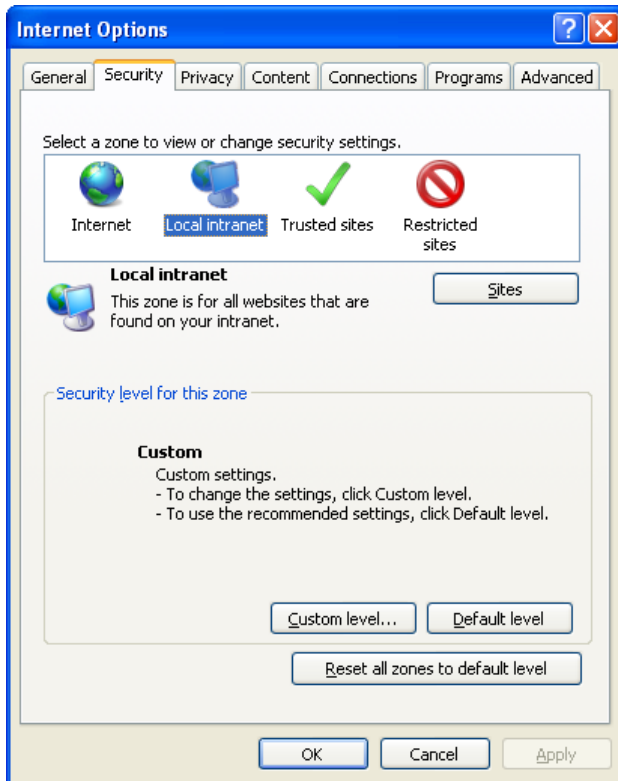 Internet Options
General Security Privacy Content Connections Programs Advanced
Select a zone to view or change security settings.
Internet Local intranet Trusted sites Restricted
sites
Local intranet
Sites
This zone is for all websites that are
found on your intranet.
Security level for this zone
Custom
Custom settings.
- To change the settings, click Custom level.
- To use the recommended settings, click Default level.
Custom level... Default level
Reset all zones to default level
OK Cancel Apply